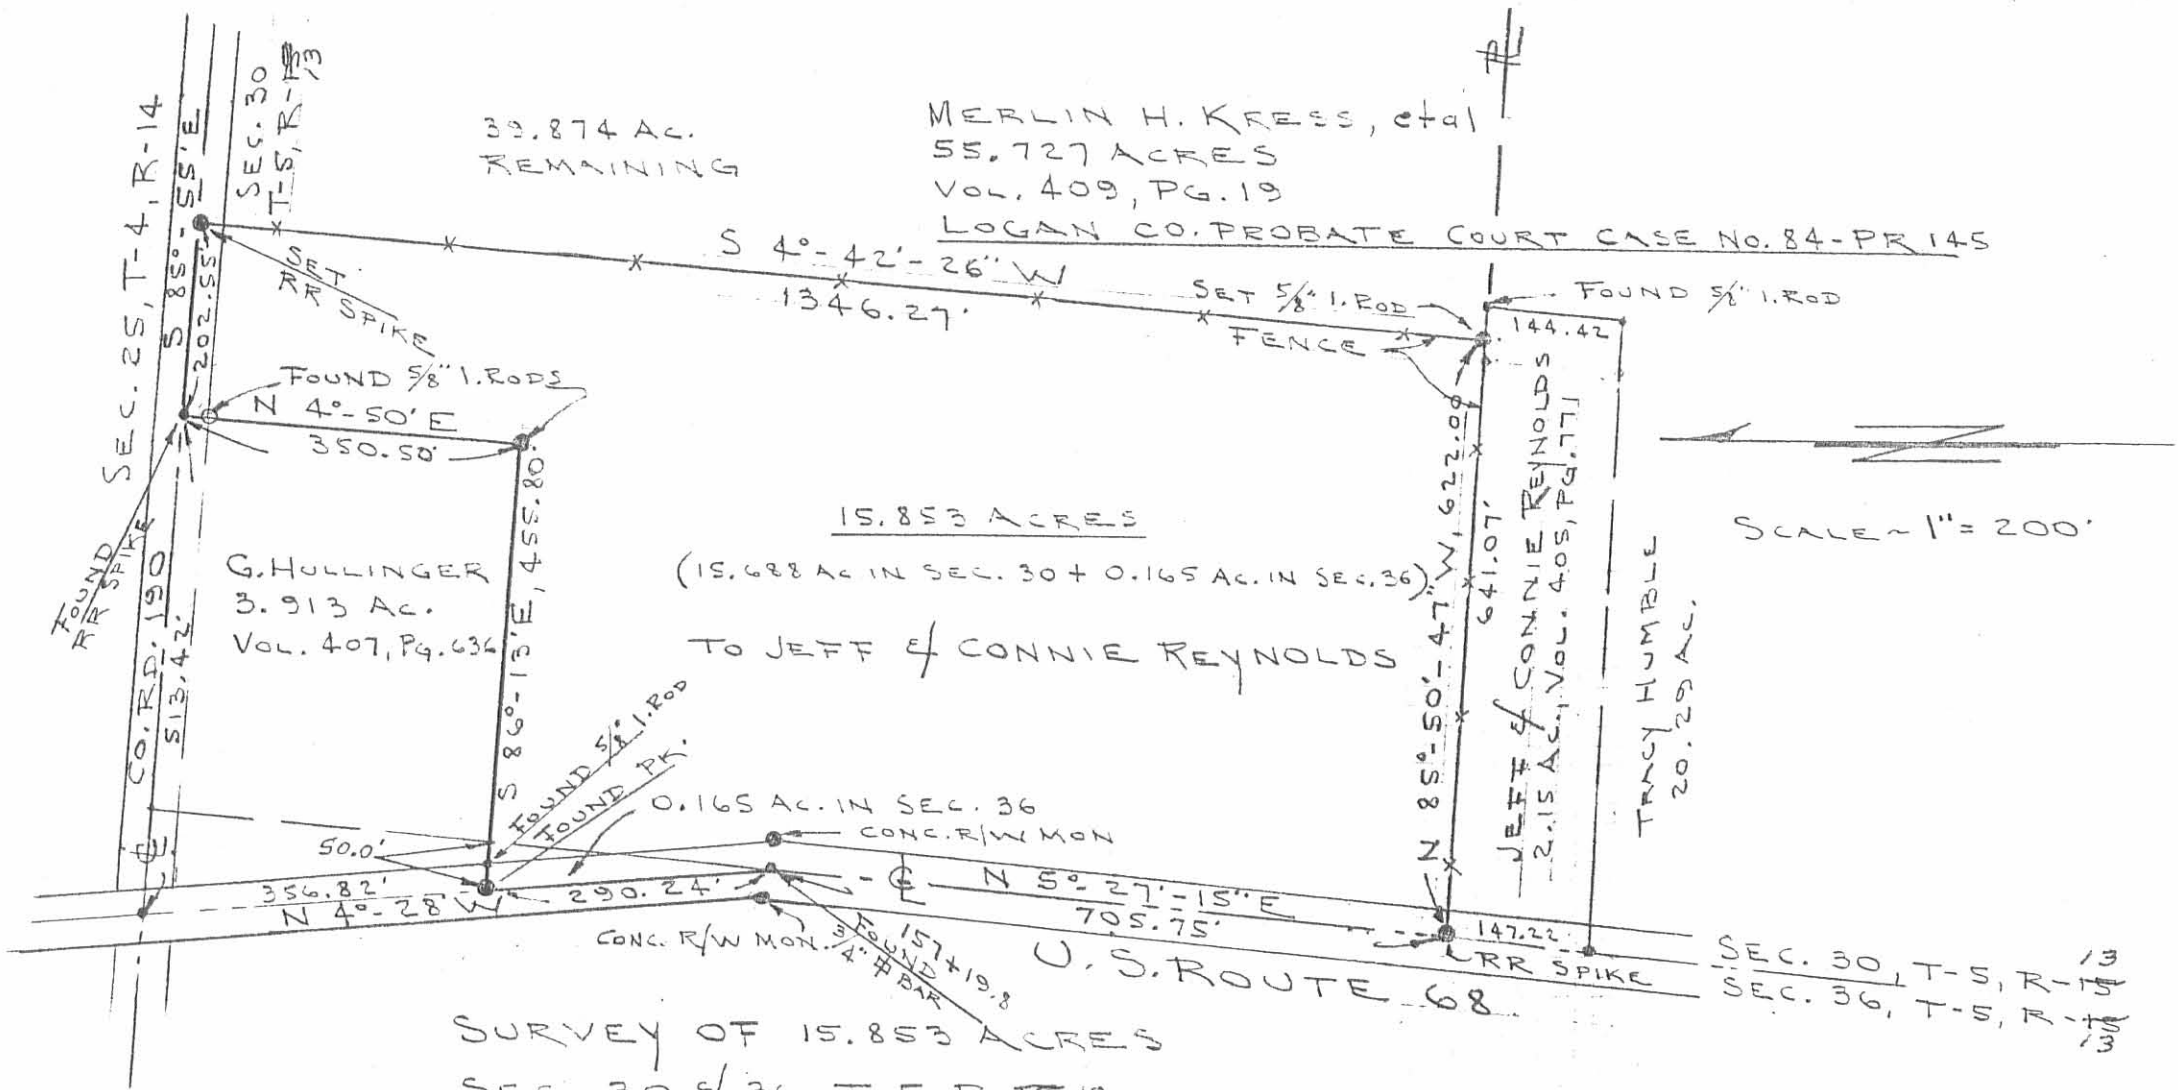 SEC. 25, T-4, R-14
S 85°-55' E
202.55'
SEC. 30
T-5, R-15
13
39.874 AC.
REMAINING
MERLIN H. KRESS, etal
55.727 ACRES
VOL. 409, PG. 19
LOGAN CO. PROBATE COURT CASE NO. 84-PR 145
PL
SET
RR SPIKE
S 4°-42'-26" W
1346.27'
SET 5/8" I. ROD
FOUND 5/8" I. ROD
144.42
FENCE
FOUND 5/8" I. RODS
N 4°-50' E
350.50'
FOUND
RR SPIKE
CO. RD. 190
513.42'
G. HULLINGER
3.913 AC.
VOL. 407, PG. 636
S 86°-13' E, 455.80'
15.853 ACRES
(15.688 AC IN SEC. 30 + 0.165 AC. IN SEC. 36)
TO JEFF & CONNIE REYNOLDS
N 85°-50'-47" W, 622.00'
641.07'
JEFF & CONNIE REYNOLDS
2.15 AC., VOL. 405, PG. 771
TRACY HUMBLE
20.29 AC.
N
SCALE ~ 1" = 200'
FOUND 5/8" I. ROD
FOUND PK.
0.165 AC. IN SEC. 36
CONC. R/W MON
50.0'
CL
356.82'
N 4°-28' W
290.24'
CL
N 5°-27'-15" E
705.75'
CONC. R/W MON.
157+19.8
FOUND
3/4" BAR
U.S. ROUTE 68
147.22
RR SPIKE
SEC. 30, T-5, R-15
13
SEC. 36, T-5, R-15
13
SURVEY OF 15.853 ACRES